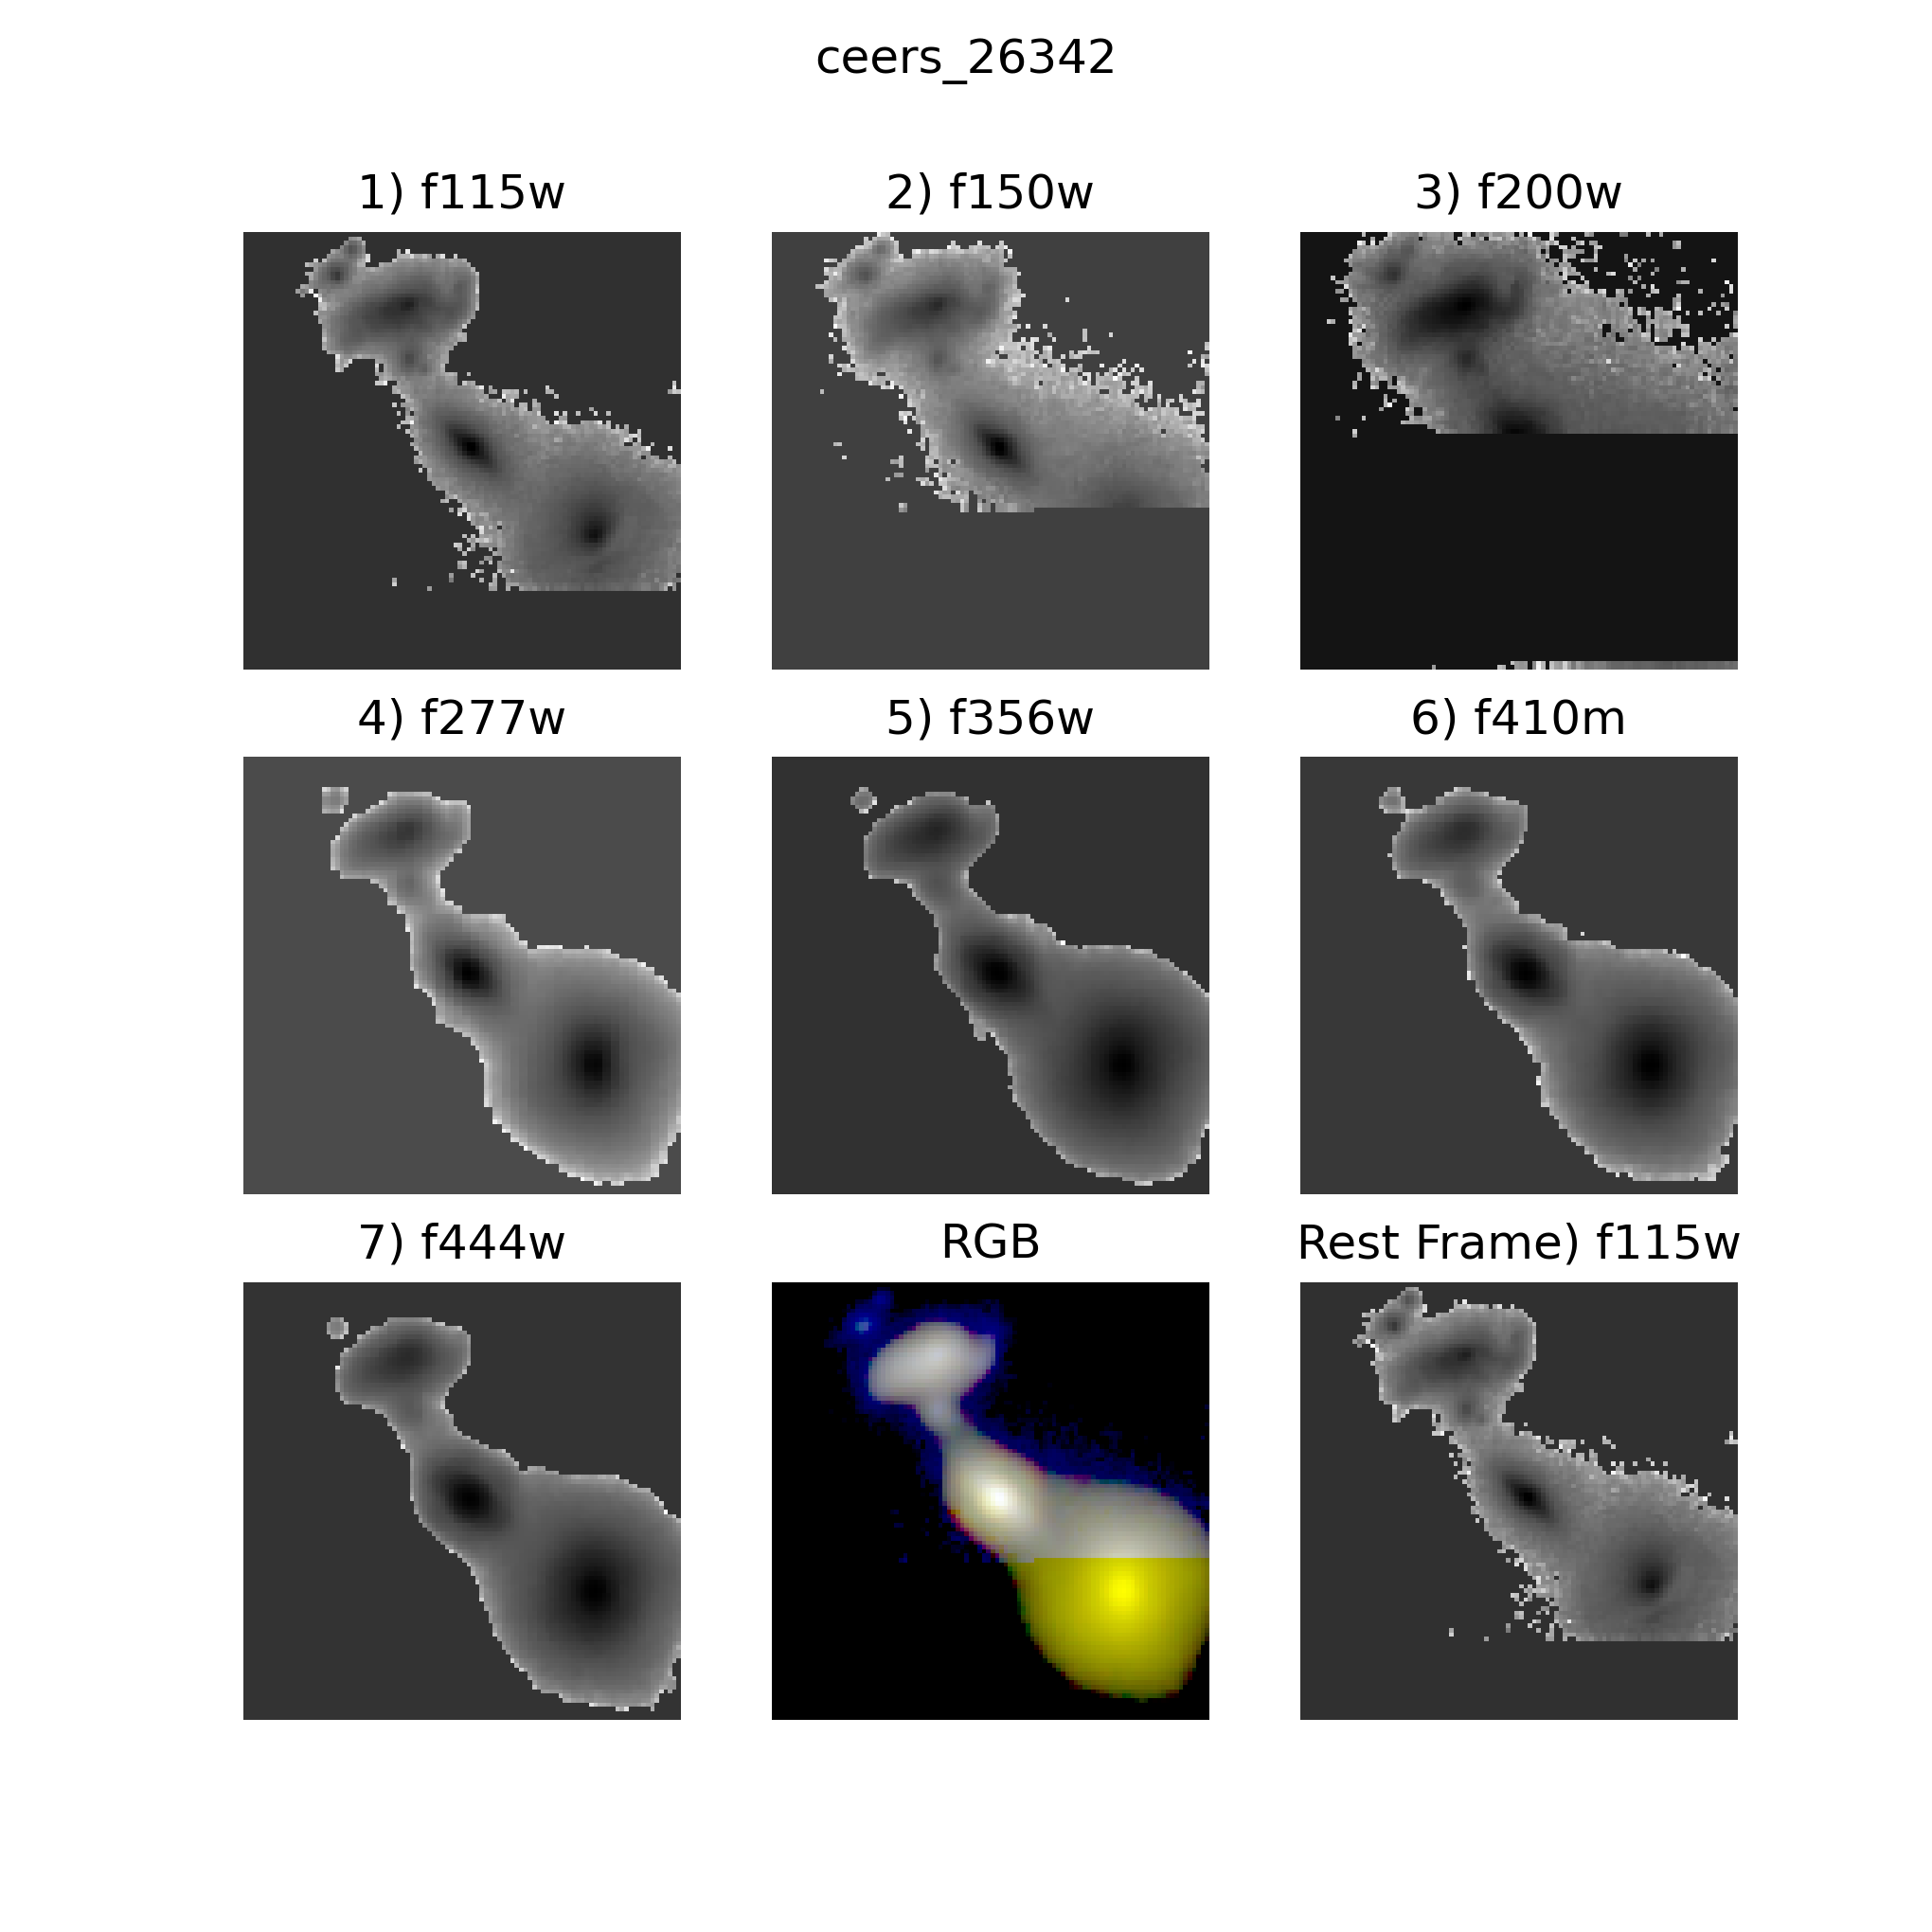 ceers_26342
1) f115w
2) f150w
3) f200w
4) f277w
5) f356w
6) f410m
7) f444w
RGB
Rest Frame) f115w